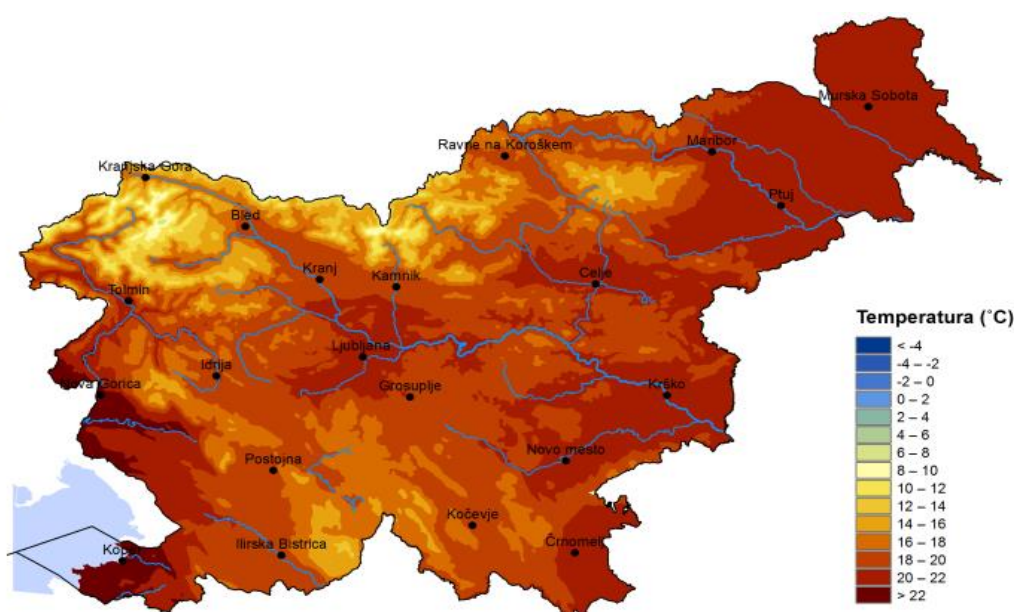 Murska Sobota
Maribor
Ravne na Koroškem
Kranjska Gora
Ptuj
Bled
Kranj
Kamnik
Celje
Tolmin
Ljubljana
Idrija
Nova Gorica
Grosuplje
Krško
Postojna
Novo mesto
Kočevje
Koper
Ilirska Bistrica
Črnomelj
Temperatura (°C)
< -4
-4 – -2
-2 – 0
0 – 2
2 – 4
4 – 6
6 – 8
8 – 10
10 – 12
12 – 14
14 – 16
16 – 18
18 – 20
20 – 22
> 22